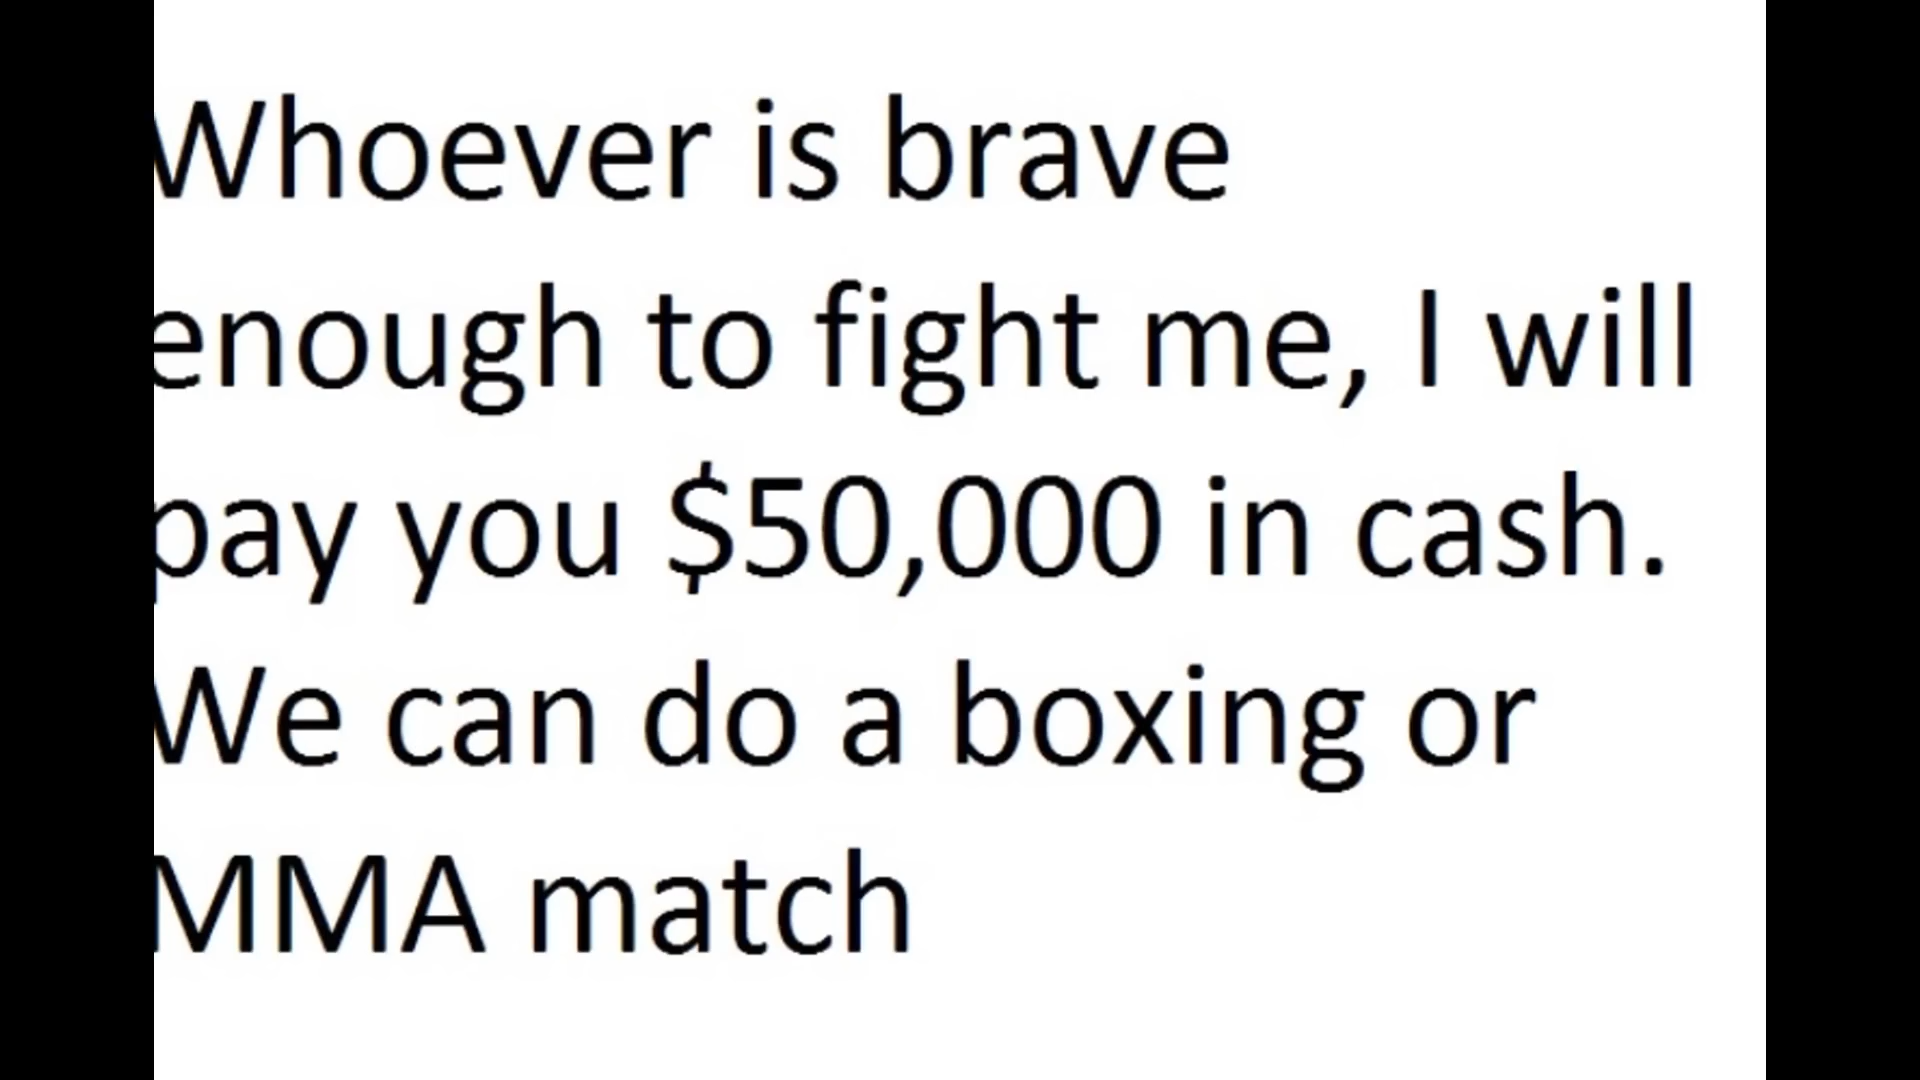 Whoever is brave
enough to fight me, I will
pay you $50,000 in cash.
We can do a boxing or
MMA match